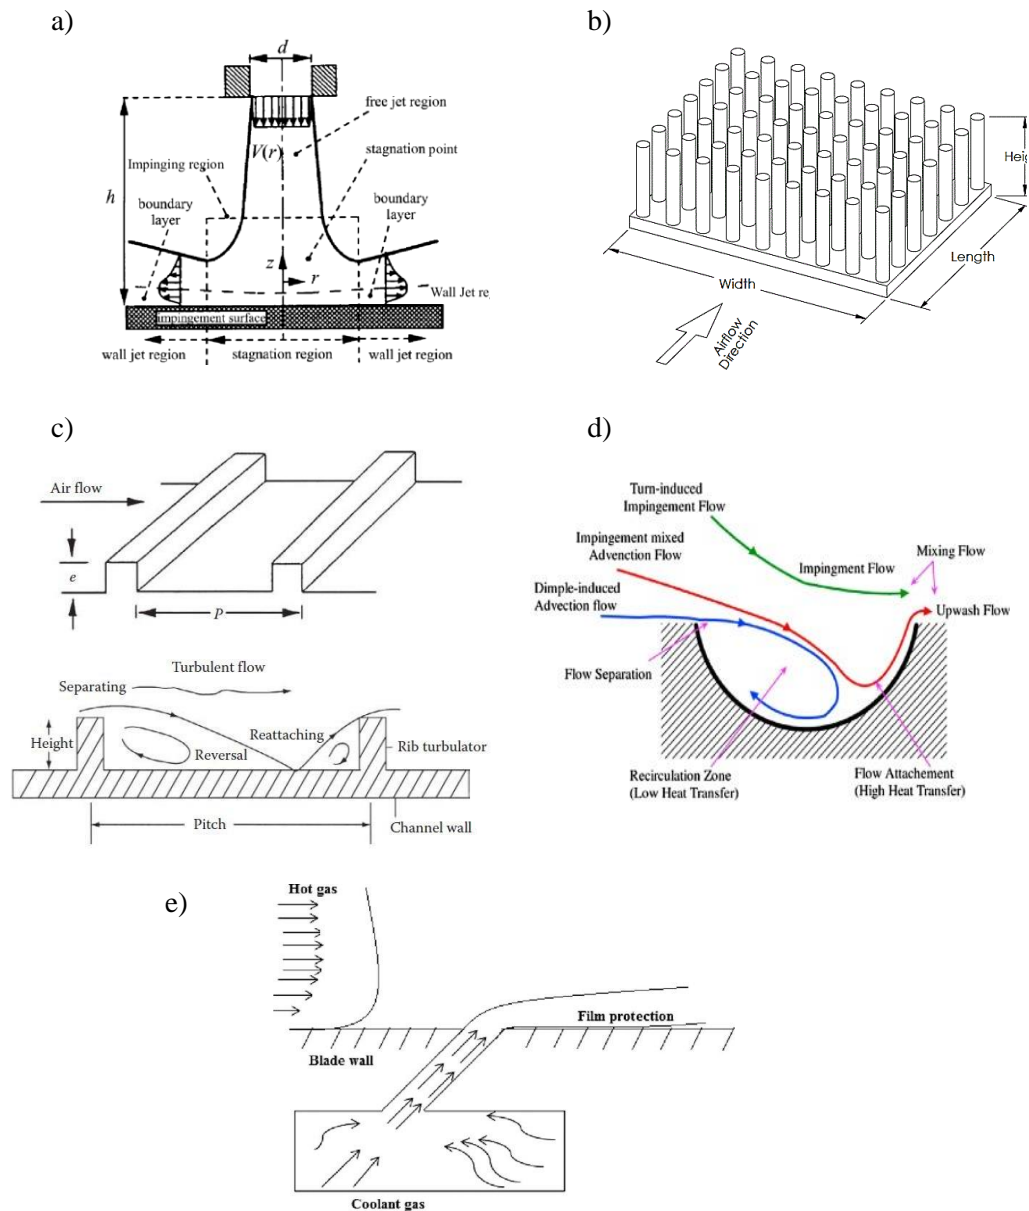 a)
d
free jet region
V(r)
stagnation point
Impinging region
h
boundary
layer
boundary
layer
z
r
Wall Jet re
impingement surface
wall jet region
stagnation region
wall jet region
b)
Heig
Length
Width
Airflow
Direction
c)
Air flow
e
P
Turbulent flow
Separating
Height
Reattaching
Reversal
Rib turbulator
Pitch
Channel wall
d)
Turn-induced
Impingement Flow
Impingement mixed
Advenction Flow
Mixing Flow
Impingment Flow
Dimple-induced
Advection flow
Upwash Flow
Flow Separation
Recirculation Zone
(Low Heat Transfer)
Flow Attachement
(High Heat Transfer)
e)
Hot gas
Film protection
Blade wall
Coolant gas